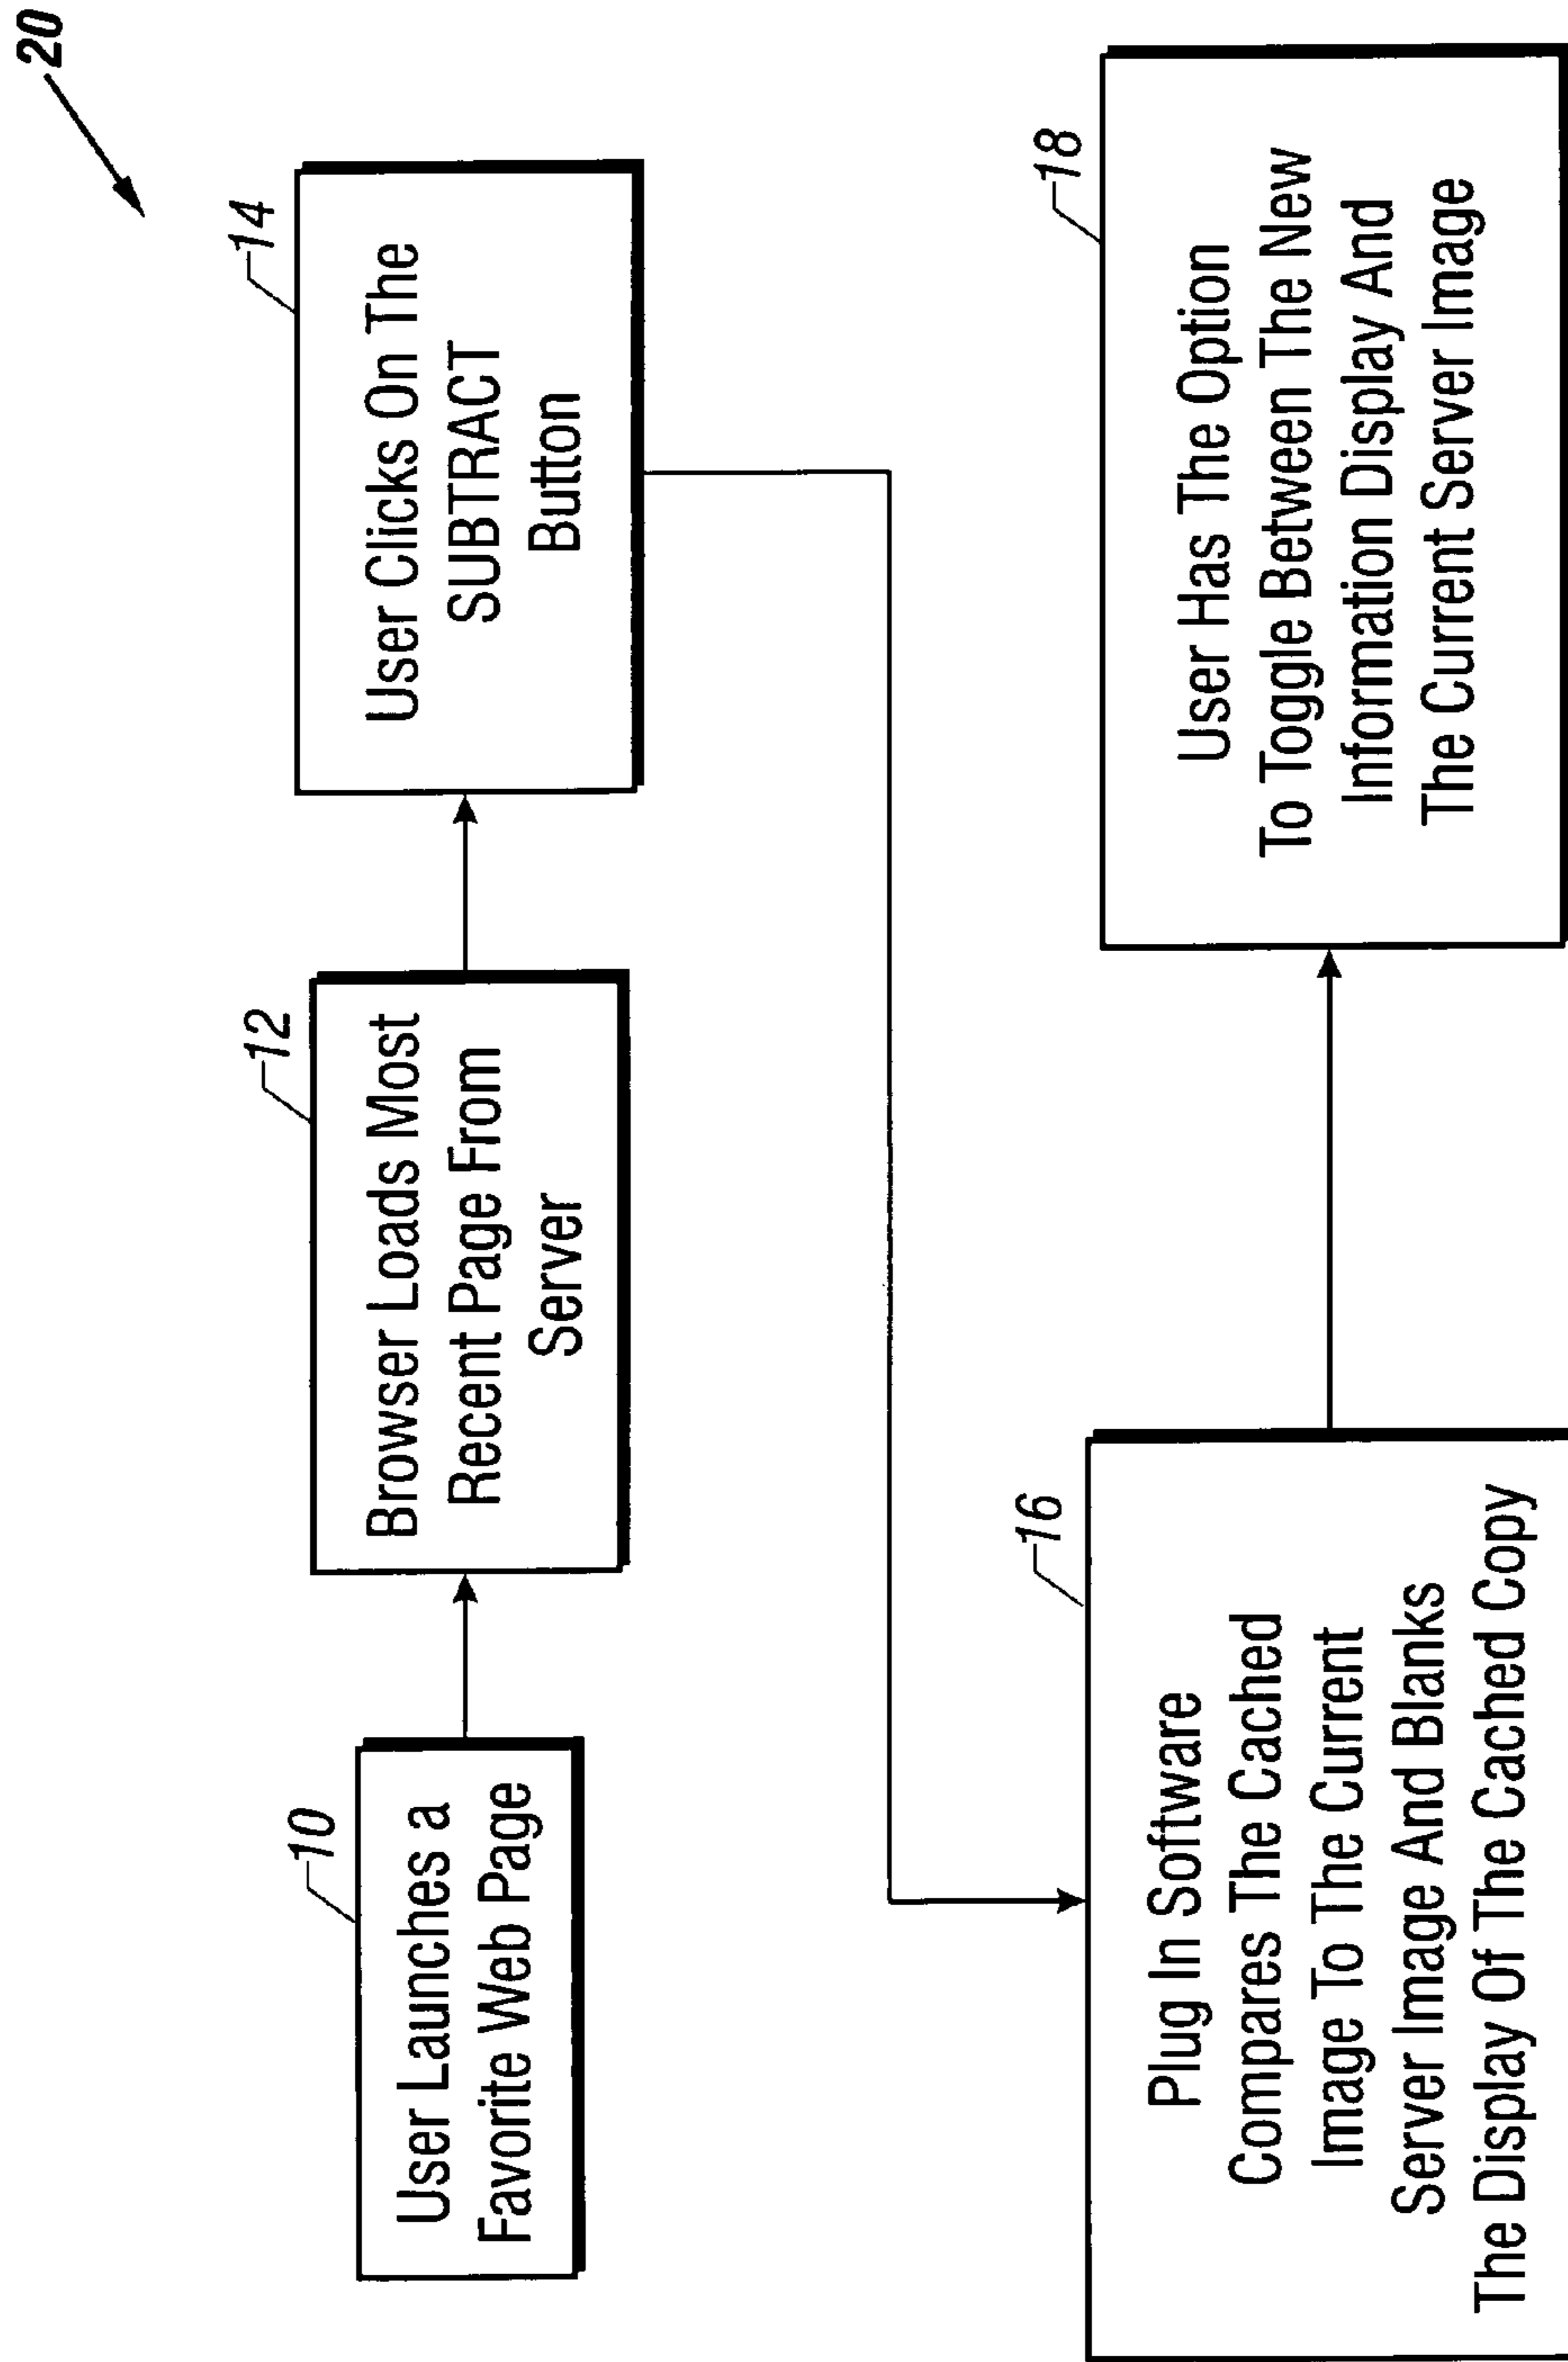 20
10
User Launches a
Favorite Web Page
12
Browser Loads Most
Recent Page From
Server
14
User Clicks On The
SUBTRACT
Button
16
Plug In Software
Compares The Cached
Image To The Current
Server Image And Blanks
The Display Of The Cached Copy
18
User Has The Option
To Toggle Between The New
Information Display And
The Current Server Image